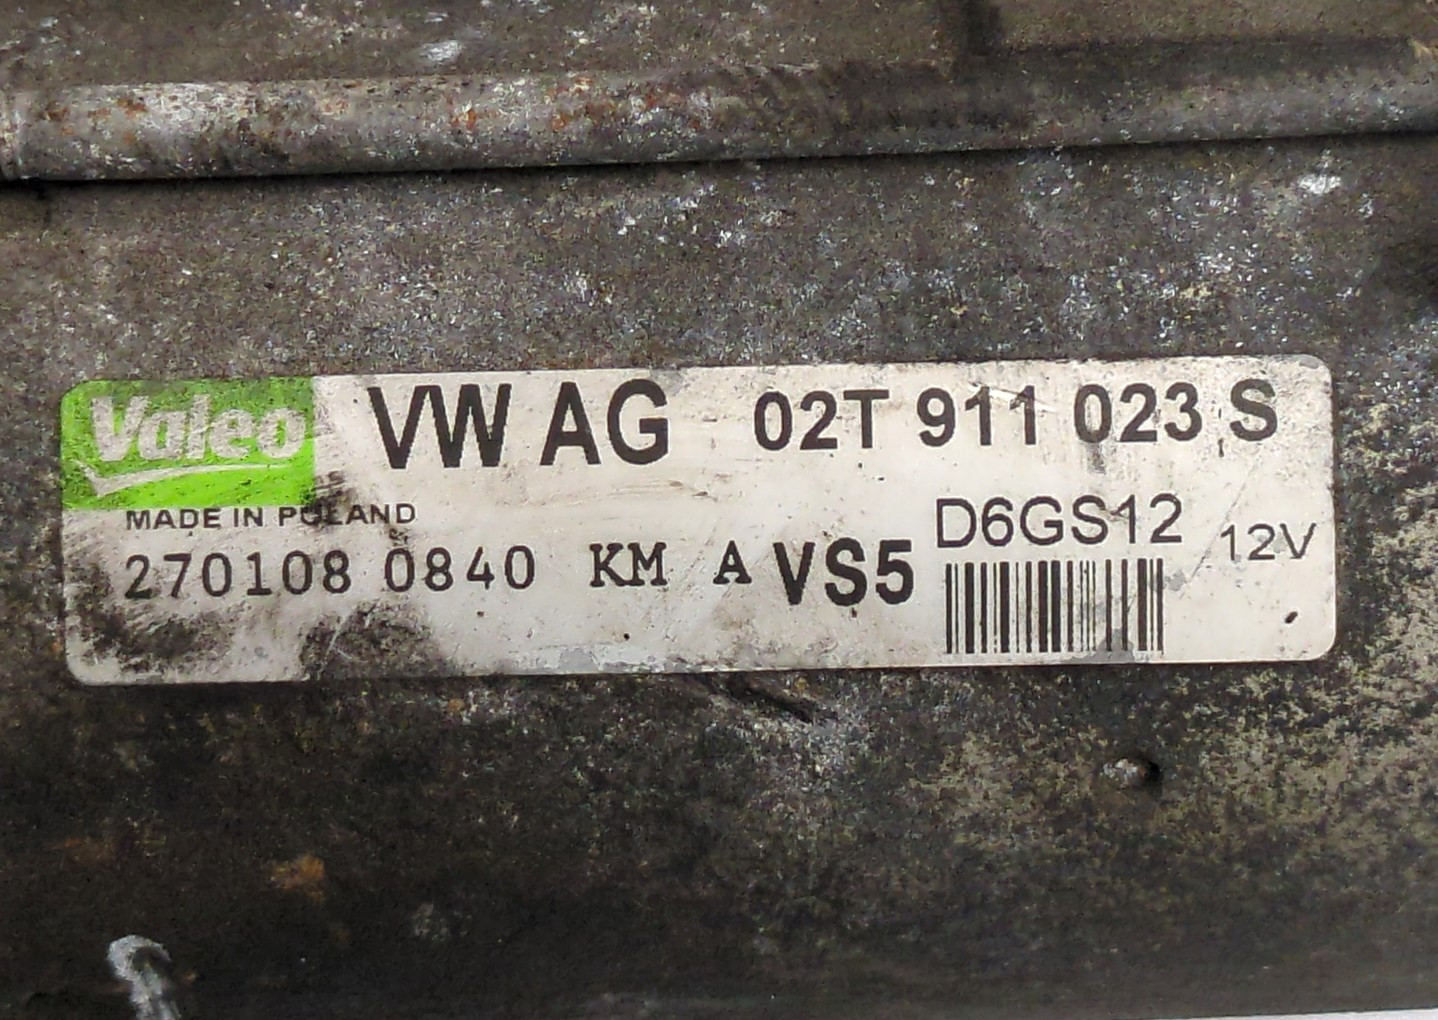 Valeo VW AG 02T 911 023 S
MADE IN POLAND D6GS12 12V
270108 0840 KM A VS5